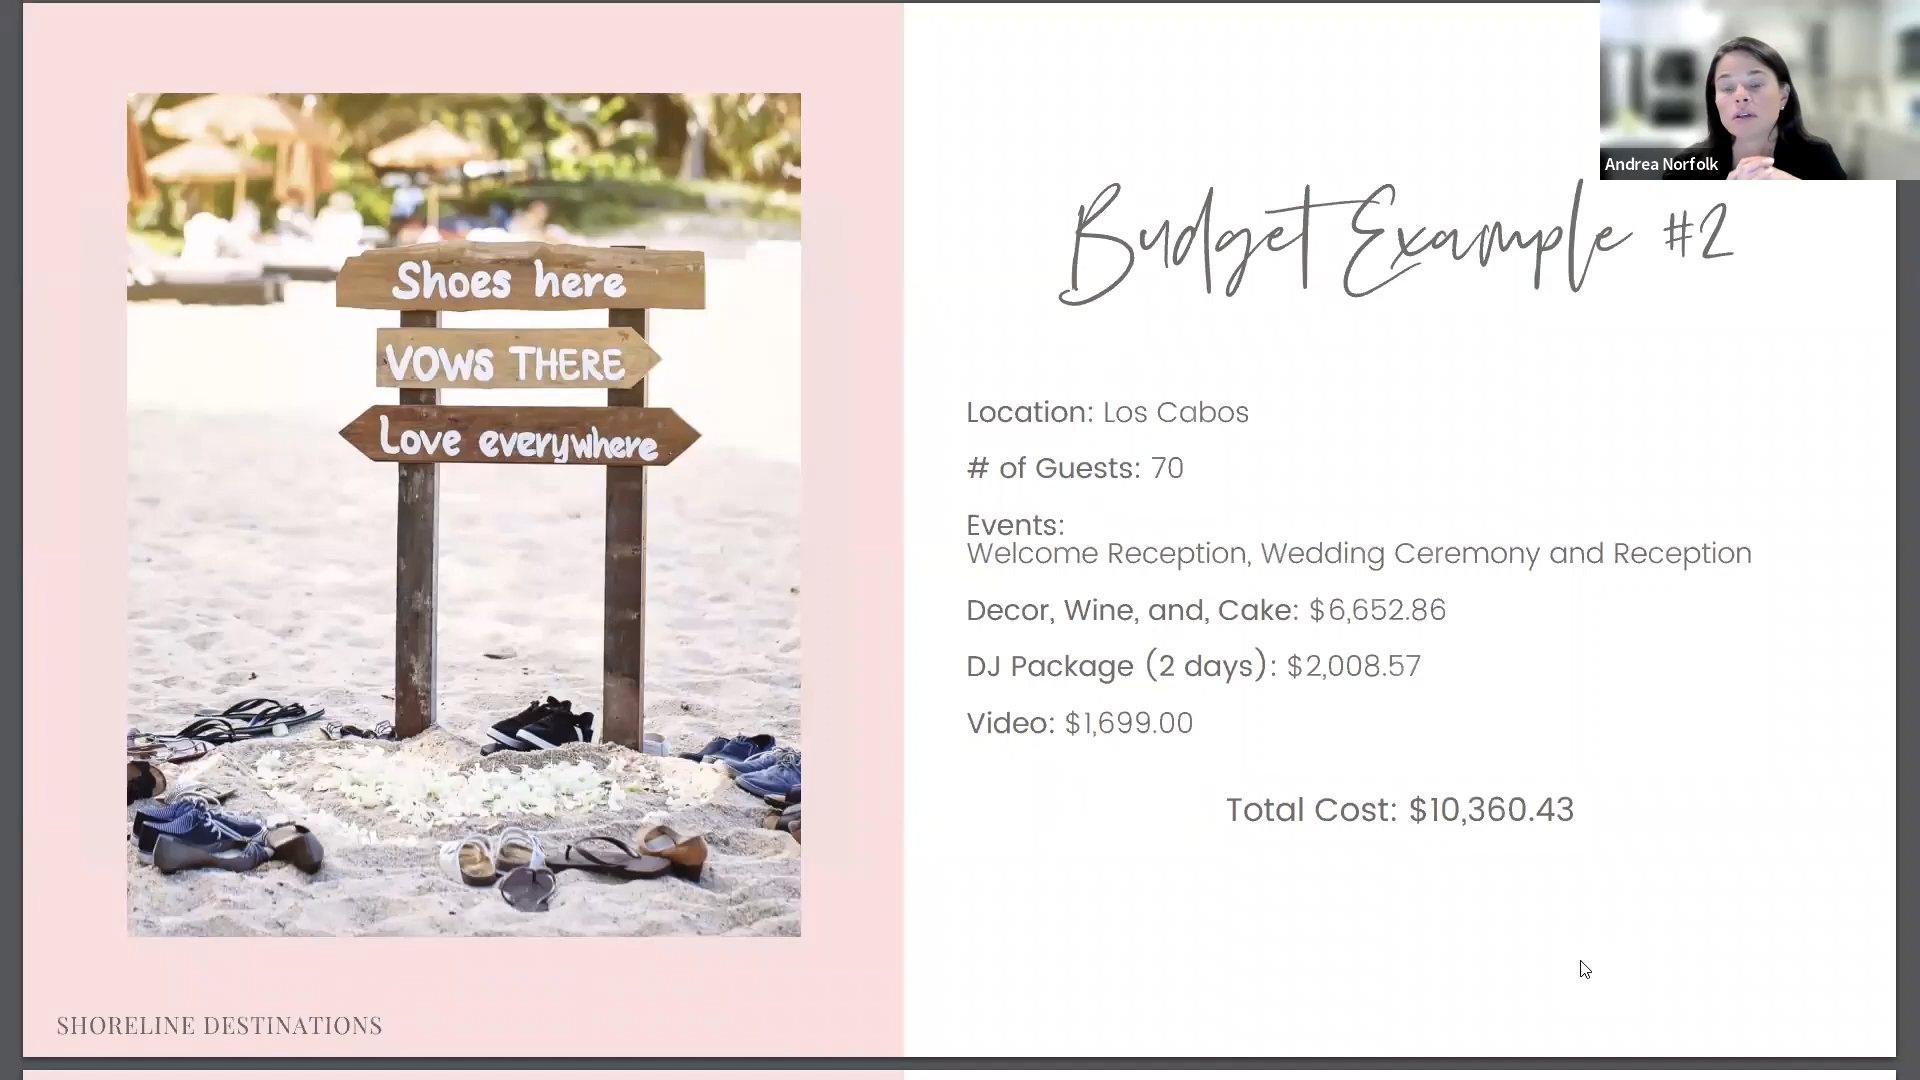 Andrea Norfolk
Shoes here
VOWS THERE
Love everywhere
SHORELINE DESTINATIONS
Budget Example #2
Location: Los Cabos
# of Guests: 70
Events:
Welcome Reception, Wedding Ceremony and Reception
Decor, Wine, and, Cake: $6,652.86
DJ Package (2 days): $2,008.57
Video: $1,699.00
Total Cost: $10,360.43